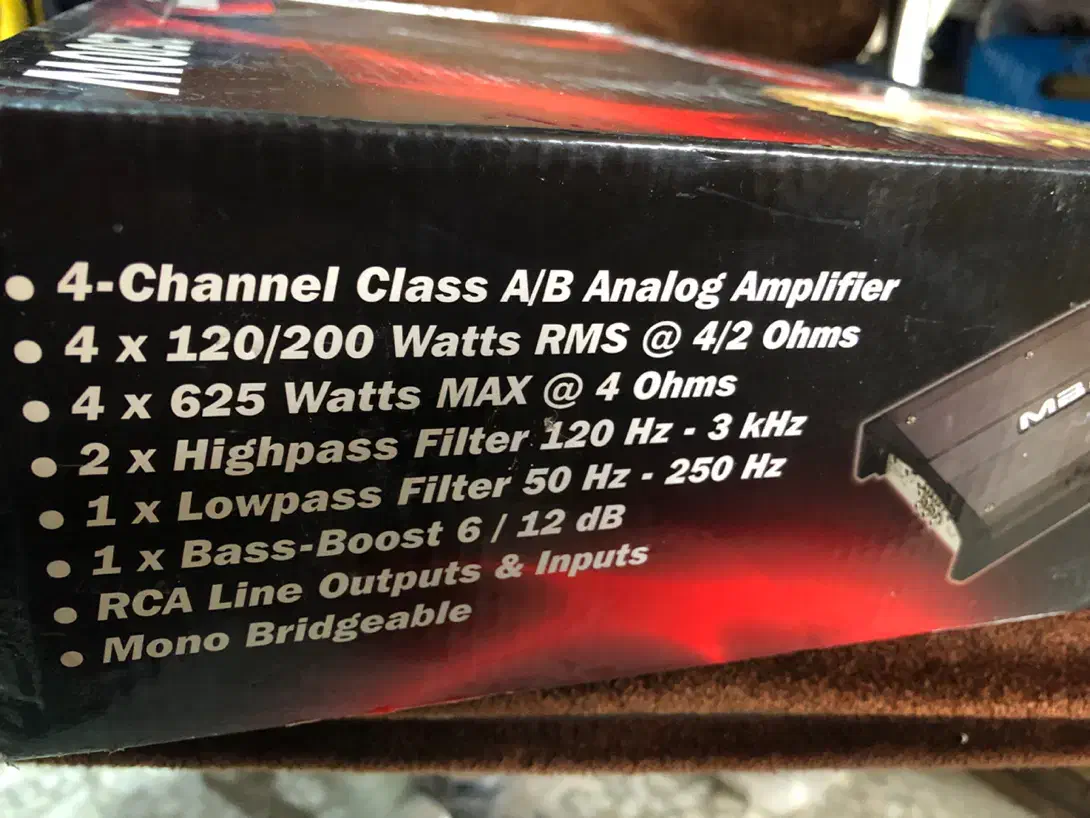 • 4-Channel Class A/B Analog Amplifier
• 4 x 120/200 Watts RMS @ 4/2 Ohms
• 4 x 625 Watts MAX @ 4 Ohms
• 2 x Highpass Filter 120 Hz - 3 kHz
• 1 x Lowpass Filter 50 Hz - 250 Hz
• 1 x Bass-Boost 6 / 12 dB
• RCA Line Outputs & Inputs
• Mono Bridgeable